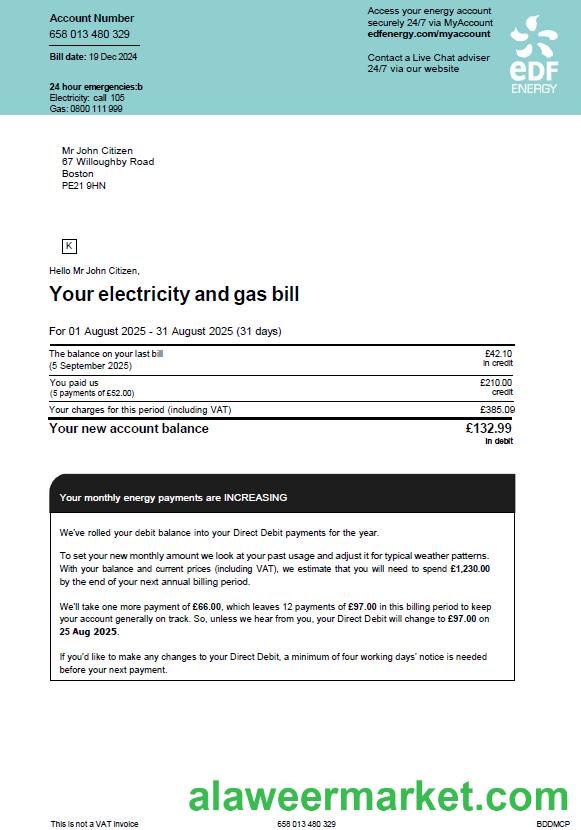 Account Number
658 013 480 329
Bill date: 19 Dec 2024
24 hour emergencies:b
Electricity: call 105
Gas: 0800 111 999
Access your energy account
securely 24/7 via MyAccount
edfenergy.com/myaccount
Contact a Live Chat adviser
24/7 via our website
eDF
ENERGY
Mr John Citizen
67 Willoughby Road
Boston
PE21 9HN
K
Hello Mr John Citizen,
Your electricity and gas bill
For 01 August 2025 - 31 August 2025 (31 days)
The balance on your last bill £42.10
(5 September 2025) in credit
You paid us £210.00
(5 payments of £52.00) credit
Your charges for this period (including VAT) £385.09
Your new account balance £132.99
in debit
Your monthly energy payments are INCREASING
We've rolled your debit balance into your Direct Debit payments for the year.
To set your new monthly amount we look at your past usage and adjust it for typical weather patterns.
With your balance and current prices (including VAT), we estimate that you will need to spend £1,230.00
by the end of your next annual billing period.
We'll take one more payment of £66.00, which leaves 12 payments of £97.00 in this billing period to keep
your account generally on track. So, unless we hear from you, your Direct Debit will change to £97.00 on
25 Aug 2025.
If you'd like to make any changes to your Direct Debit, a minimum of four working days' notice is needed
before your next payment.
alaweermarket.com
This is not a VAT invoice 658 013 480 329 BDDMCP